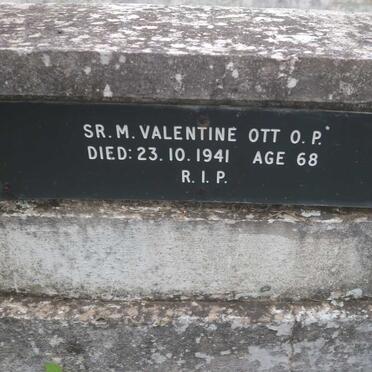 SR. M. VALENTINE OTT O.P.*
DIED: 23.10.1941 AGE 68
R.I.P.